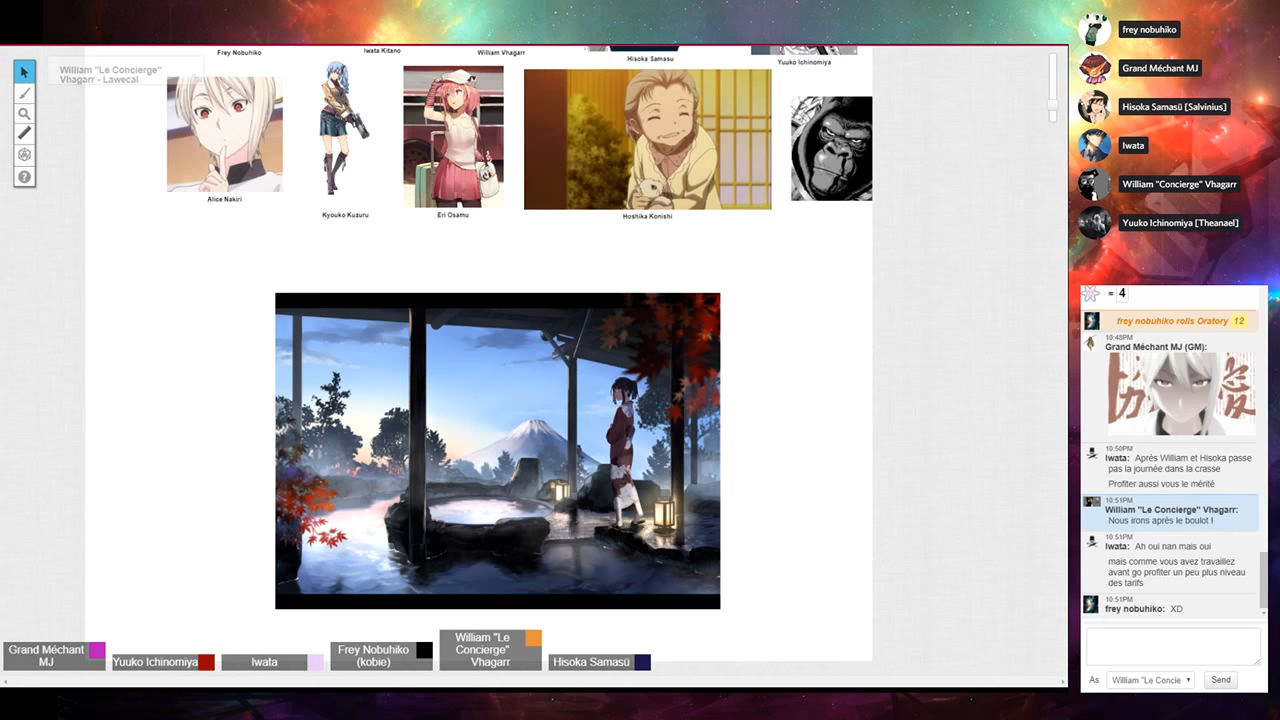 Frey Nobuhiko
Iwata Kitano
William Vhagarr
Hisoka Samasu
Yuuko Ichinomiya
William "Le Concierge"
Vhagarr - Lawecal
Alice Nakiri
Kyouko Kuzuru
Eri Osamu
Hoshika Konishi
Grand Méchant
MJ
Yuuko Ichinomiya
Iwata
Frey Nobuhiko
(kobie)
William "Le
Concierge"
Vhagarr
Hisoka Samasū
frey nobuhiko
Grand Méchant MJ
Hisoka Samasū [Salvinius]
Iwata
William "Concierge" Vhagarr
Yuuko Ichinomiya [Theanael]
= 4
frey nobuhiko rolls Oratory 12
10:48PM
Grand Méchant MJ (GM):
10:50PM
Iwata: Après William et Hisoka passe
pas la journée dans la crasse
Profiter aussi vous le mérité
10:51PM
William "Le Concierge" Vhagarr:
Nous irons après le boulot !
10:51PM
Iwata: Ah oui nan mais oui
mais comme vous avez travaillez
avant go profiter un peu plus niveau
des tarifs
10:51PM
frey nobuhiko: XD
As: William "Le Concie
Send